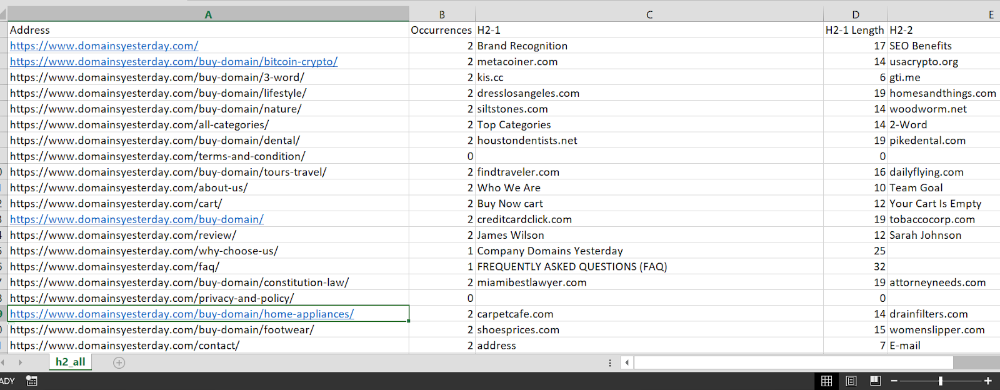 A B C D E
Address Occurrences H2-1 H2-1 Length H2-2
https://www.domainsyesterday.com/ 2 Brand Recognition 17 SEO Benefits
https://www.domainsyesterday.com/buy-domain/bitcoin-crypto/ 2 metacoiner.com 14 usacrypto.org
https://www.domainsyesterday.com/buy-domain/3-word/ 2 kis.cc 6 gti.me
https://www.domainsyesterday.com/buy-domain/lifestyle/ 2 dresslosangeles.com 19 homesandthings.com
https://www.domainsyesterday.com/buy-domain/nature/ 2 siltstones.com 14 woodworm.net
https://www.domainsyesterday.com/all-categories/ 2 Top Categories 14 2-Word
https://www.domainsyesterday.com/buy-domain/dental/ 2 houstondentists.net 19 pikedental.com
https://www.domainsyesterday.com/terms-and-condition/ 0 0
https://www.domainsyesterday.com/buy-domain/tours-travel/ 2 findtraveler.com 16 dailyflying.com
https://www.domainsyesterday.com/about-us/ 2 Who We Are 10 Team Goal
https://www.domainsyesterday.com/cart/ 2 Buy Now cart 12 Your Cart Is Empty
https://www.domainsyesterday.com/buy-domain/ 2 creditcardclick.com 19 tobaccocorp.com
https://www.domainsyesterday.com/review/ 2 James Wilson 12 Sarah Johnson
https://www.domainsyesterday.com/why-choose-us/ 1 Company Domains Yesterday 25
https://www.domainsyesterday.com/faq/ 1 FREQUENTLY ASKED QUESTIONS (FAQ) 32
https://www.domainsyesterday.com/buy-domain/constitution-law/ 2 miamibestlawyer.com 19 attorneyneeds.com
https://www.domainsyesterday.com/privacy-and-policy/ 0 0
https://www.domainsyesterday.com/buy-domain/home-appliances/ 2 carpetcafe.com 14 drainfilters.com
https://www.domainsyesterday.com/buy-domain/footwear/ 2 shoesprices.com 15 womenslipper.com
https://www.domainsyesterday.com/contact/ 2 address 7 E-mail
h2_all
ADY